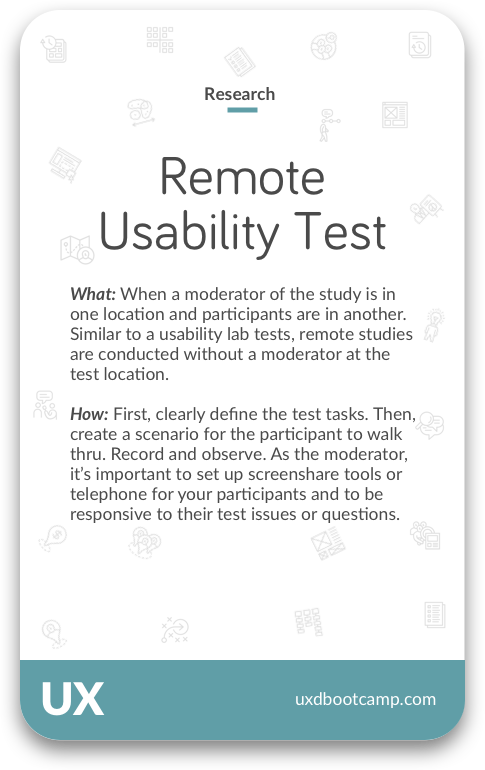 Research
Remote
Usability Test
What: When a moderator of the study is in
one location and participants are in another.
Similar to a usability lab tests, remote studies
are conducted without a moderator at the
test location.
How: First, clearly define the test tasks. Then,
create a scenario for the participant to walk
thru. Record and observe. As the moderator,
it's important to set up screenshare tools or
telephone for your participants and to be
responsive to their test issues or questions.
UX
uxdbootcamp.com